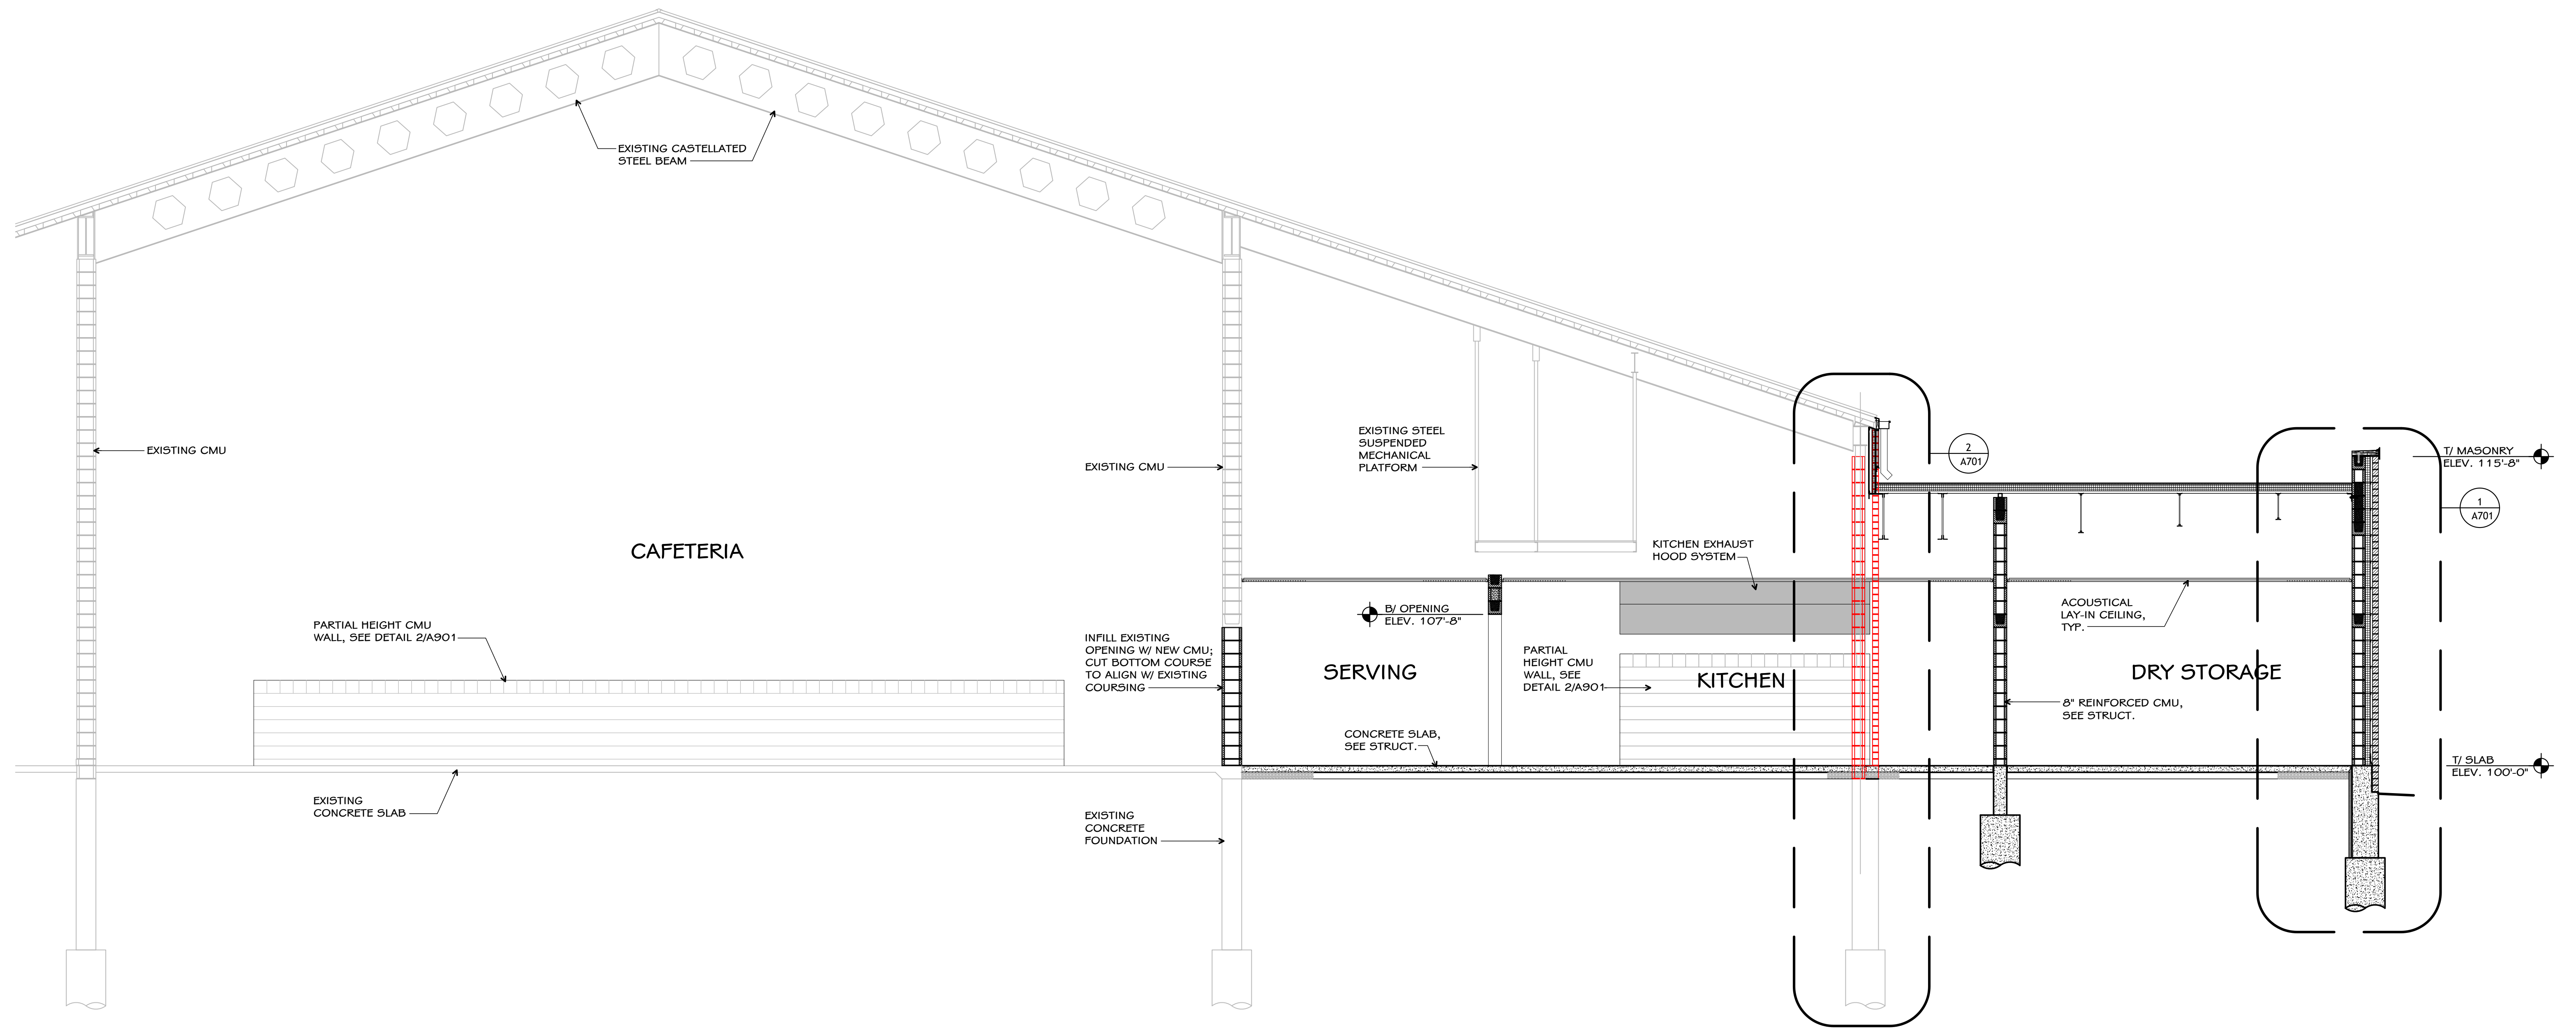 EXISTING CASTELLATED
STEEL BEAM
EXISTING CMU
EXISTING CMU
EXISTING STEEL
SUSPENDED
MECHANICAL
PLATFORM
2
A701
T/ MASONRY
ELEV. 115'-8"
1
A701
CAFETERIA
KITCHEN EXHAUST
HOOD SYSTEM
B/ OPENING
ELEV. 107'-8"
ACOUSTICAL
LAY-IN CEILING,
TYP.
PARTIAL HEIGHT CMU
WALL, SEE DETAIL 2/A901
INFILL EXISTING
OPENING W/ NEW CMU;
CUT BOTTOM COURSE
TO ALIGN W/ EXISTING
COURSING
SERVING
PARTIAL
HEIGHT CMU
WALL, SEE
DETAIL 2/A901
KITCHEN
DRY STORAGE
8" REINFORCED CMU,
SEE STRUCT.
CONCRETE SLAB,
SEE STRUCT.
T/ SLAB
ELEV. 100'-0"
EXISTING
CONCRETE SLAB
EXISTING
CONCRETE
FOUNDATION